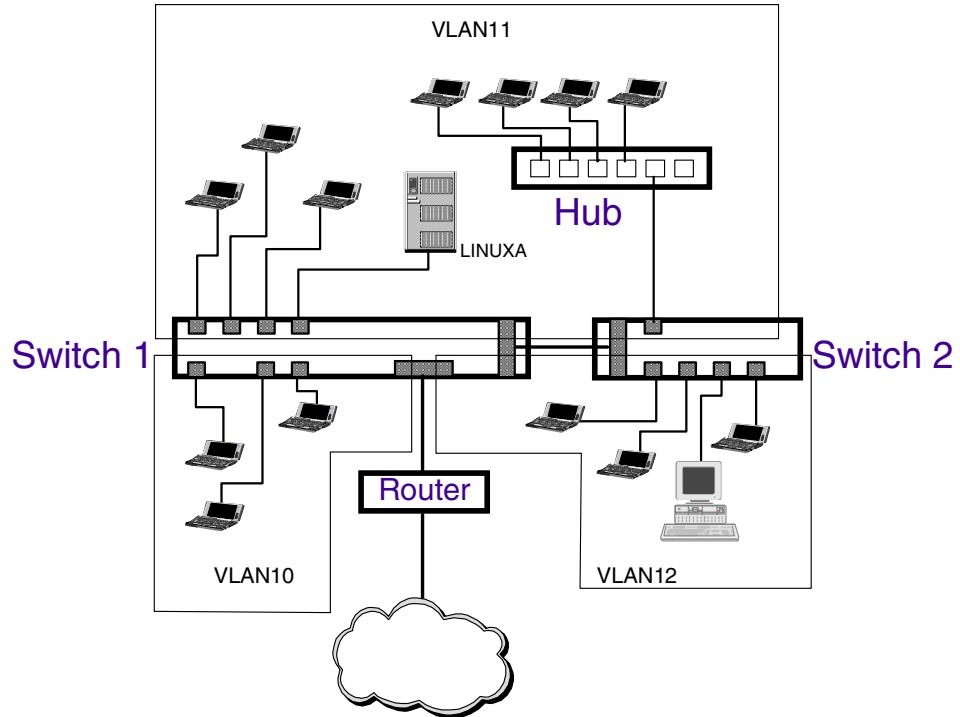 VLAN11
Hub
LINUXA
Switch 1
Switch 2
Router
VLAN10
VLAN12